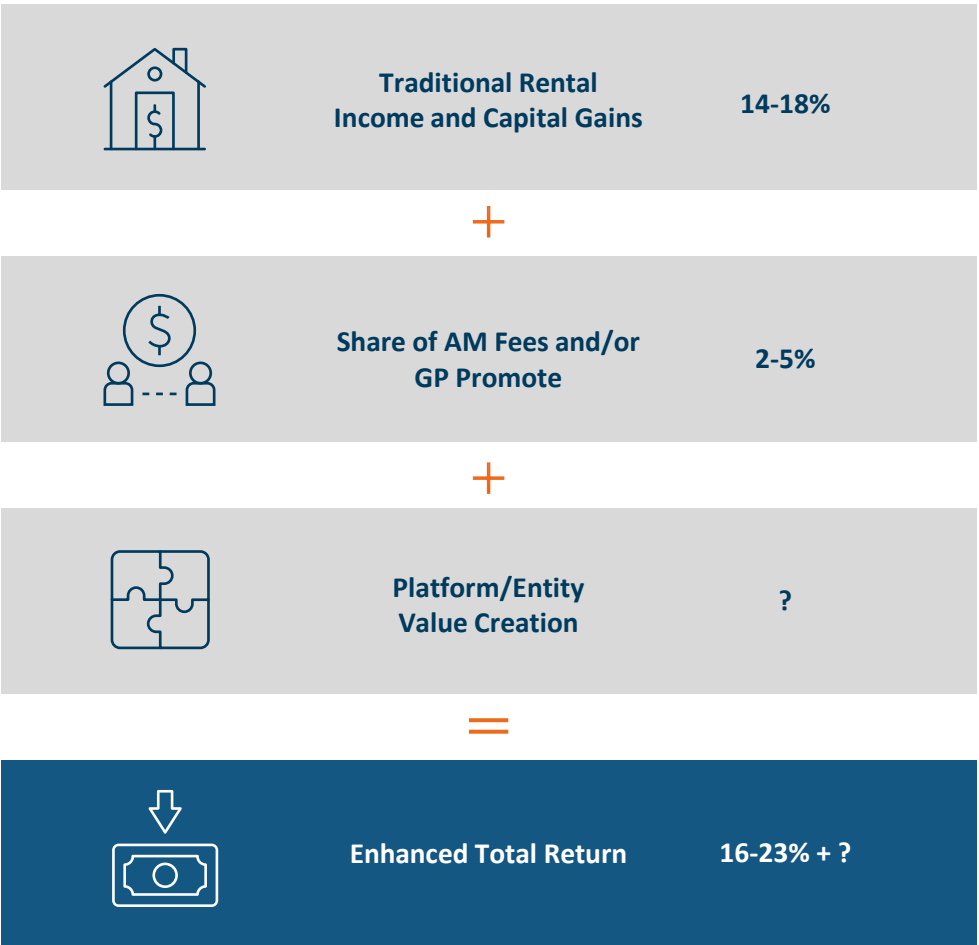 Traditional Rental
Income and Capital Gains
14-18%
+
Share of AM Fees and/or
GP Promote
2-5%
+
Platform/Entity
Value Creation
?
=
Enhanced Total Return
16-23% + ?